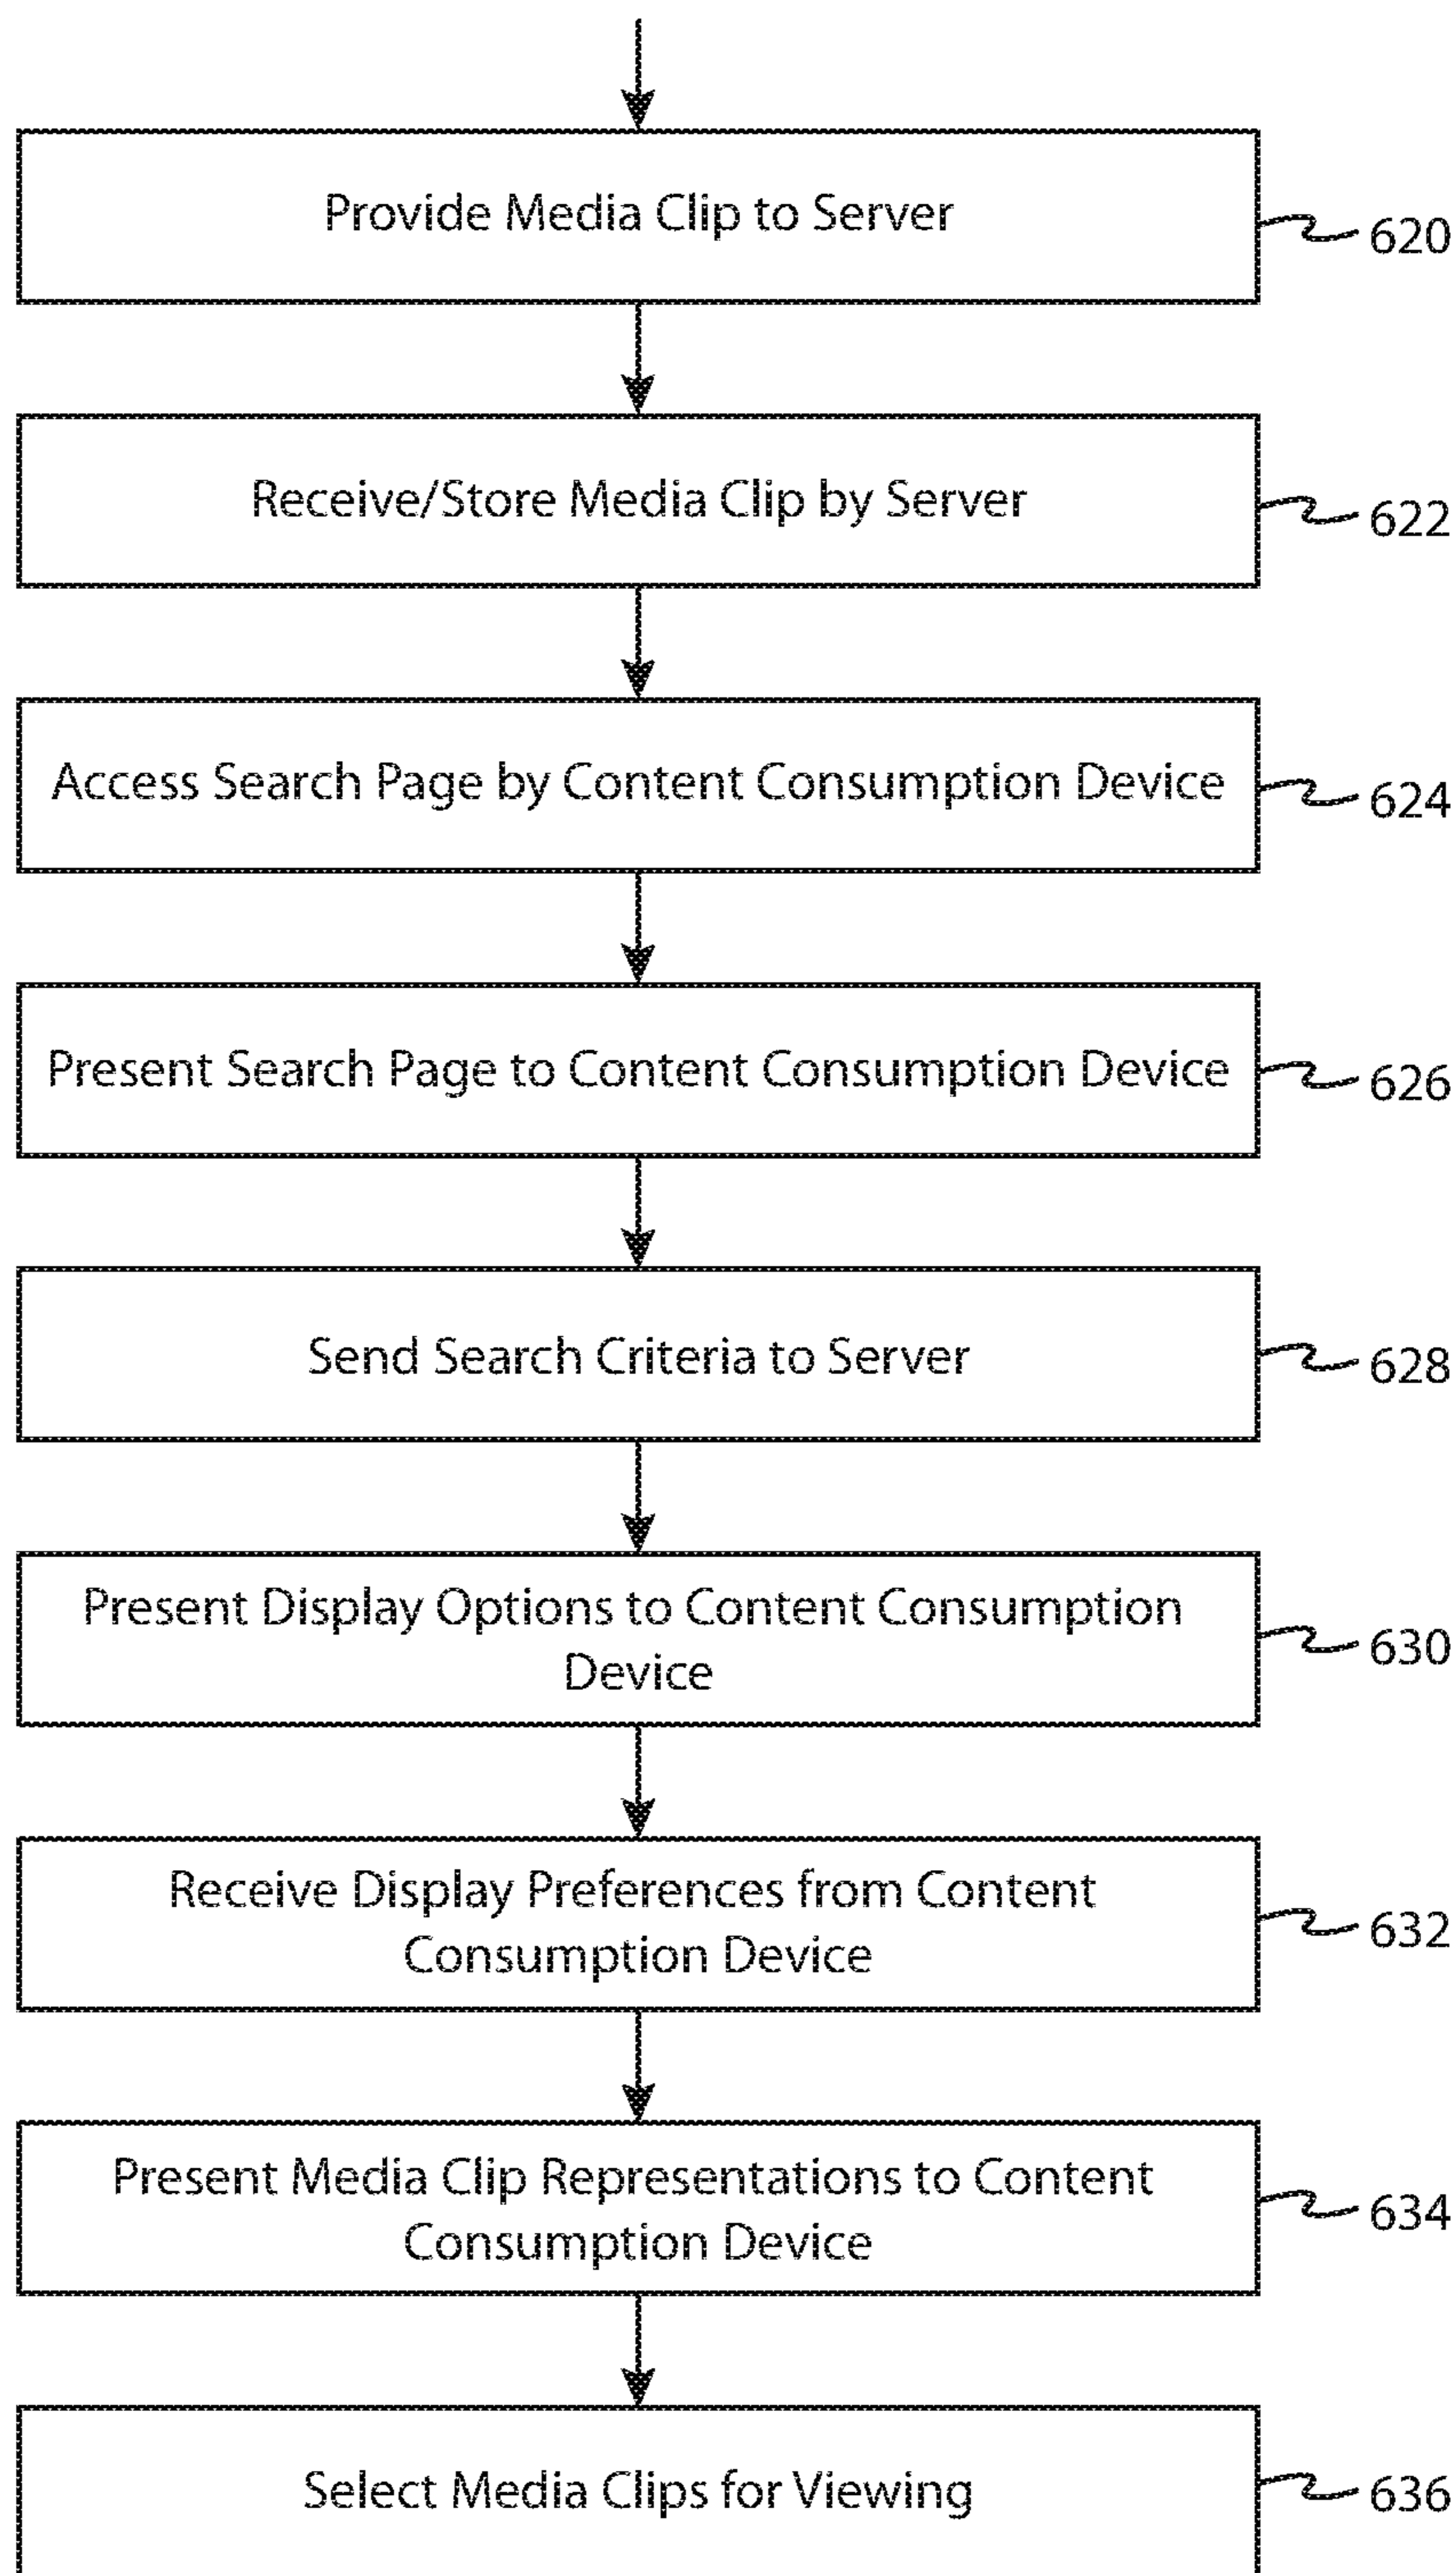 Provide Media Clip to Server
620
Receive/Store Media Clip by Server
622
Access Search Page by Content Consumption Device
624
Present Search Page to Content Consumption Device
626
Send Search Criteria to Server
628
Present Display Options to Content Consumption
Device
630
Receive Display Preferences from Content
Consumption Device
632
Present Media Clip Representations to Content
Consumption Device
634
Select Media Clips for Viewing
636